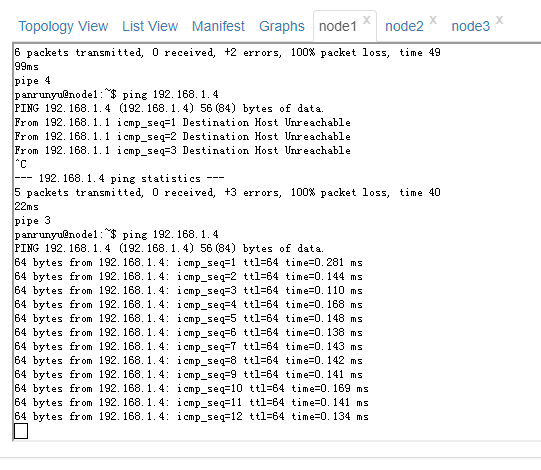 Topology View List View Manifest Graphs node1 x node2 x node3 x
6 packets transmitted, 0 received, +2 errors, 100% packet loss, time 49
99ms
pipe 4
panrunyu@node1:~$ ping 192.168.1.4
PING 192.168.1.4 (192.168.1.4) 56(84) bytes of data.
From 192.168.1.1 icmp_seq=1 Destination Host Unreachable
From 192.168.1.1 icmp_seq=2 Destination Host Unreachable
From 192.168.1.1 icmp_seq=3 Destination Host Unreachable
^C
--- 192.168.1.4 ping statistics ---
5 packets transmitted, 0 received, +3 errors, 100% packet loss, time 40
22ms
pipe 3
panrunyu@node1:~$ ping 192.168.1.4
PING 192.168.1.4 (192.168.1.4) 56(84) bytes of data.
64 bytes from 192.168.1.4: icmp_seq=1 ttl=64 time=0.281 ms
64 bytes from 192.168.1.4: icmp_seq=2 ttl=64 time=0.144 ms
64 bytes from 192.168.1.4: icmp_seq=3 ttl=64 time=0.110 ms
64 bytes from 192.168.1.4: icmp_seq=4 ttl=64 time=0.168 ms
64 bytes from 192.168.1.4: icmp_seq=5 ttl=64 time=0.148 ms
64 bytes from 192.168.1.4: icmp_seq=6 ttl=64 time=0.138 ms
64 bytes from 192.168.1.4: icmp_seq=7 ttl=64 time=0.143 ms
64 bytes from 192.168.1.4: icmp_seq=8 ttl=64 time=0.142 ms
64 bytes from 192.168.1.4: icmp_seq=9 ttl=64 time=0.141 ms
64 bytes from 192.168.1.4: icmp_seq=10 ttl=64 time=0.169 ms
64 bytes from 192.168.1.4: icmp_seq=11 ttl=64 time=0.141 ms
64 bytes from 192.168.1.4: icmp_seq=12 ttl=64 time=0.134 ms